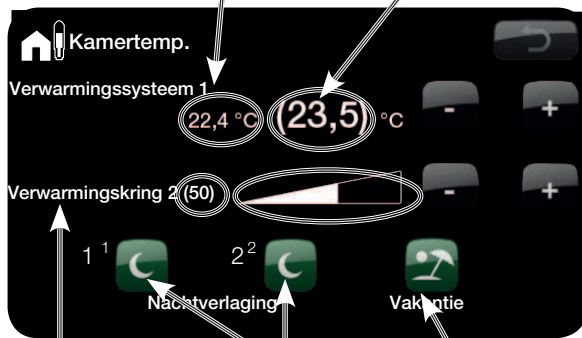 Kamertemp.
Verwarmingssysteem 1
22,4 °C (23,5) °C - +
Verwarmingskring 2 (50) - +
1 1 2 2
Nachtverlaging Vakantie